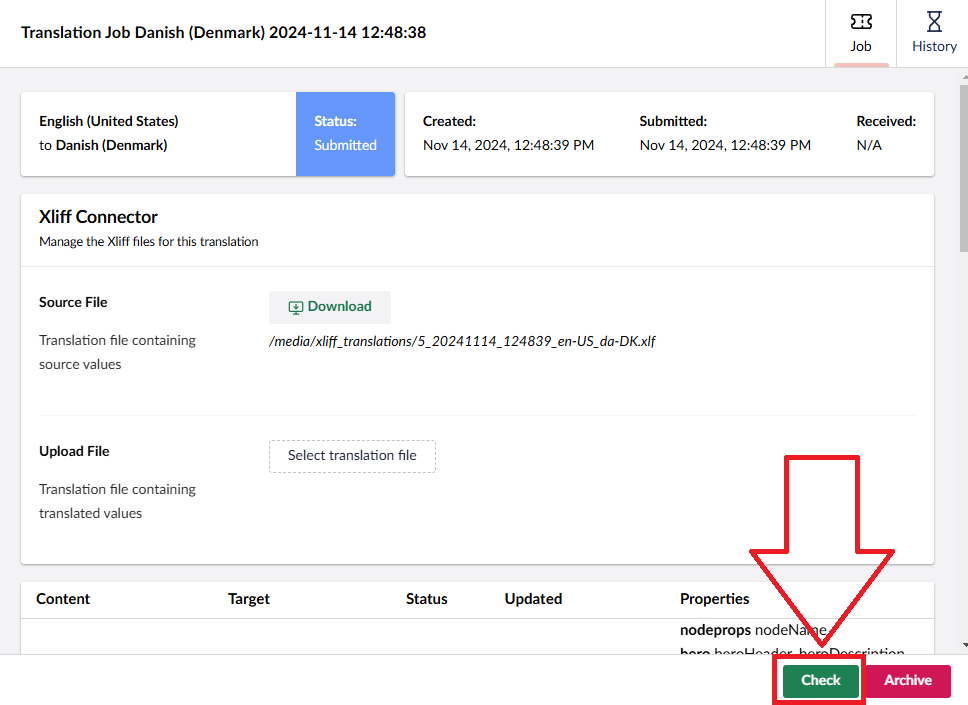 Translation Job Danish (Denmark) 2024-11-14 12:48:38
Job
History
English (United States)
to Danish (Denmark)
Status:
Submitted
Created:
Nov 14, 2024, 12:48:39 PM
Submitted:
Nov 14, 2024, 12:48:39 PM
Received:
N/A
Xliff Connector
Manage the Xliff files for this translation
Source File
Translation file containing
source values
Download
/media/xliff_translations/5_20241114_124839_en-US_da-DK.xlf
Upload File
Translation file containing
translated values
Select translation file
Content Target Status Updated Properties
nodeprops nodeName
hero heroHeader, heroDescription
Check
Archive